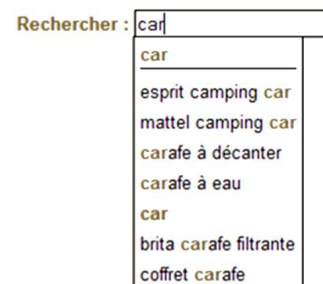 Rechercher : car
car
esprit camping car
mattel camping car
carafe à décanter
carafe à eau
car
brita carafe filtrante
coffret carafe